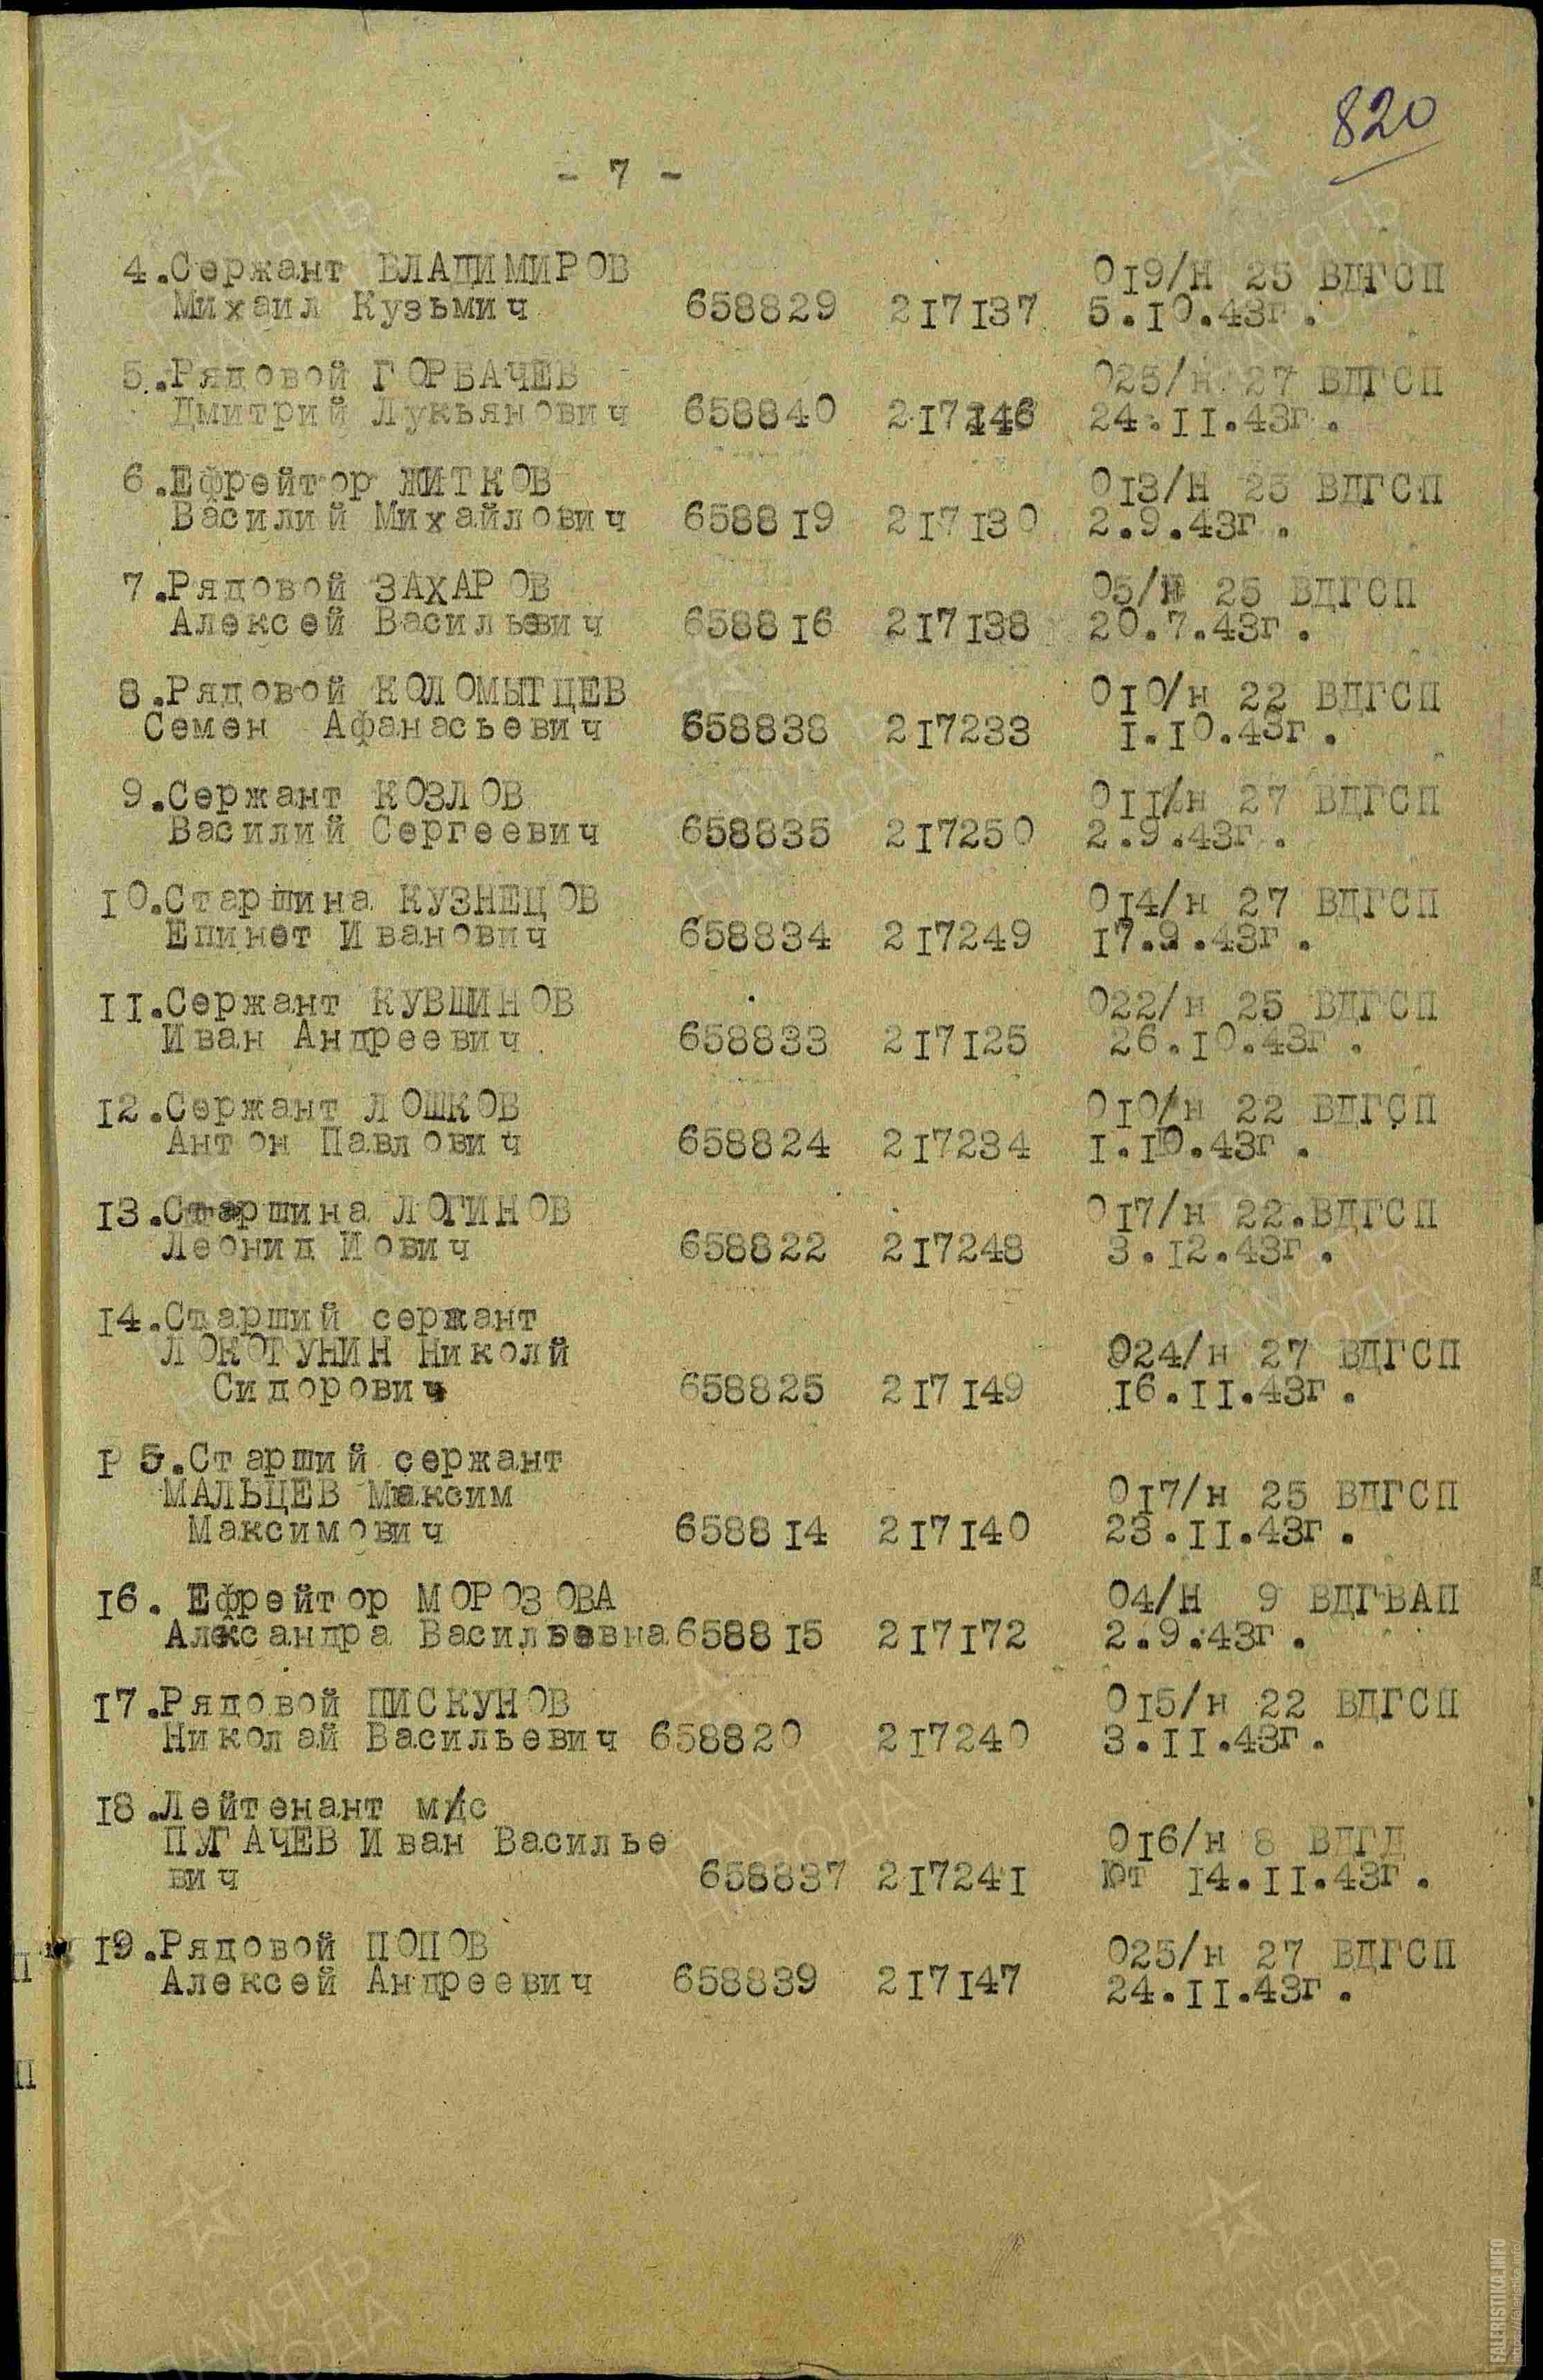 820
- 7 -
4.Сержант ВЛАДИМИРОВ 019/Н 25 ВДГСП
Михаил Кузьмич 658829 217137 5.10.43г.
5.Рядовой ГОРБАЧЕВ 025/н 27 ВДГСП
Дмитрий Лукьянович 658840 217146 24.11.43г.
6.Ефрейтор ЖИТКОВ 013/Н 25 ВДГСП
Василий Михайлович 658819 217130 2.9.43г.
7.Рядовой ЗАХАРОВ 05/Н 25 ВДГСП
Алексей Васильевич 658816 217138 20.7.43г.
8.Рядовой КОЛОМЫТЦЕВ 010/н 22 ВДГСП
Семен Афанасьевич 658838 217233 1.10.43г.
9.Сержант КОЗЛОВ 011/н 27 ВДГСП
Василий Сергеевич 658835 217250 2.9.43г.
10.Старшина КУЗНЕЦОВ 014/н 27 ВДГСП
Епинет Иванович 658834 217249 17.9.43г.
11.Сержант КУВШИНОВ 022/н 25 ВДГСП
Иван Андреевич 658833 217125 26.10.43г.
12.Сержант ЛОШКОВ 010/н 22 ВДГСП
Антон Павлович 658824 217234 1.10.43г.
13.Старшина ЛОГИНОВ 017/н 22.ВДГСП
Леонид Иович 658822 217248 3.12.43г.
14.Старший сержант
ЛОКОТУНИН Николй 024/н 27 ВДГСП
Сидорович 658825 217149 16.11.43г.
Р 5.Старший сержант
МАЛЬЦЕВ Максим 017/н 25 ВДГСП
Максимович 658814 217140 23.11.43г.
16. Ефрейтор МОРОЗОВА 04/Н 9 ВДГВАП
Александра Васильевна 658815 217172 2.9.43г.
17.Рядовой ПИСКУНОВ 015/н 22 ВДГСП
Николай Васильевич 658820 217240 3.11.43г.
18.Лейтенант м/с
ПУГАЧЕВ Иван Василье 016/н 8 ВДГД
вич 658837 217241 от 14.11.43г.
19.Рядовой ПОПОВ 025/н 27 ВДГСП
Алексей Андреевич 658839 217147 24.11.43г.
П
П
ПАМЯТЬ
НАРОДА
FALERISTIKA.INFO
https://faleristika.info/